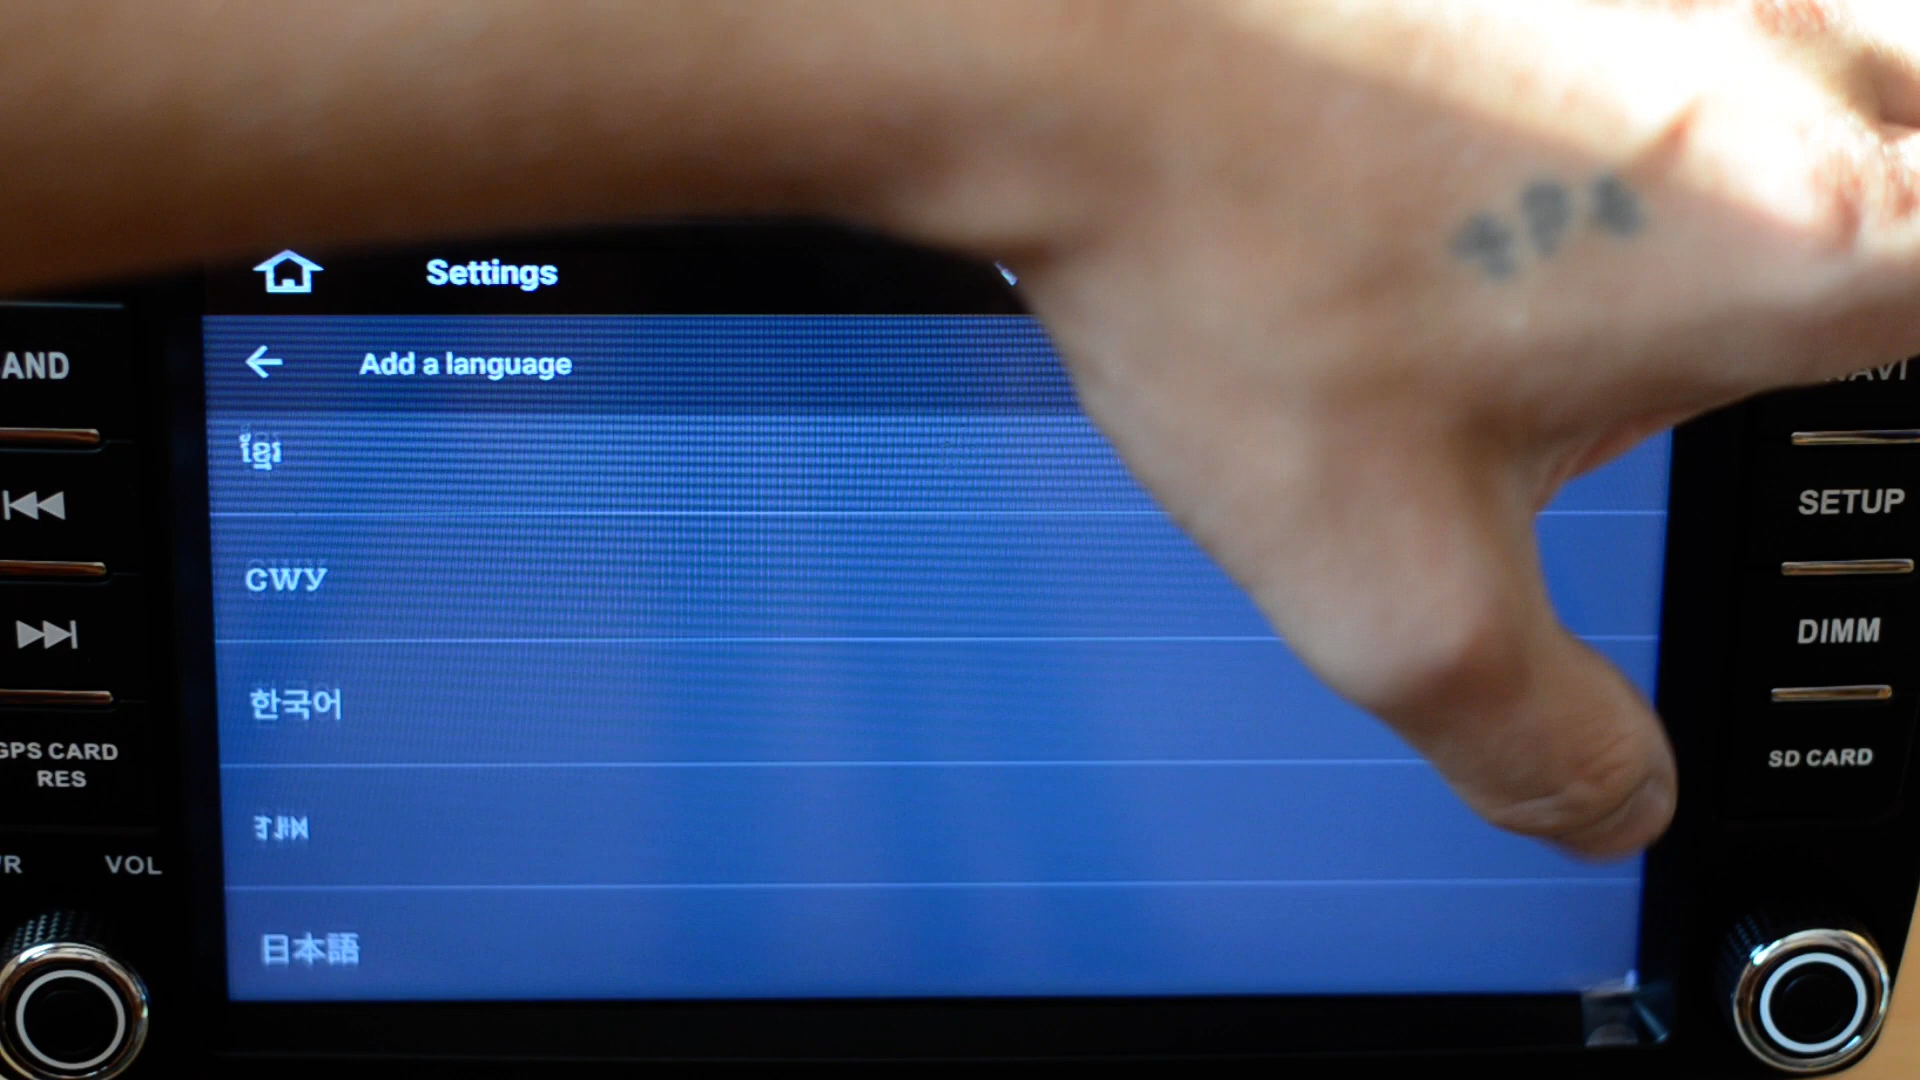 Settings
Add a language
ខ្មែរ
ᏣᎳᎩ
한국어
日本語
AND
GPS CARD
RES
VOL
SETUP
DIMM
SD CARD